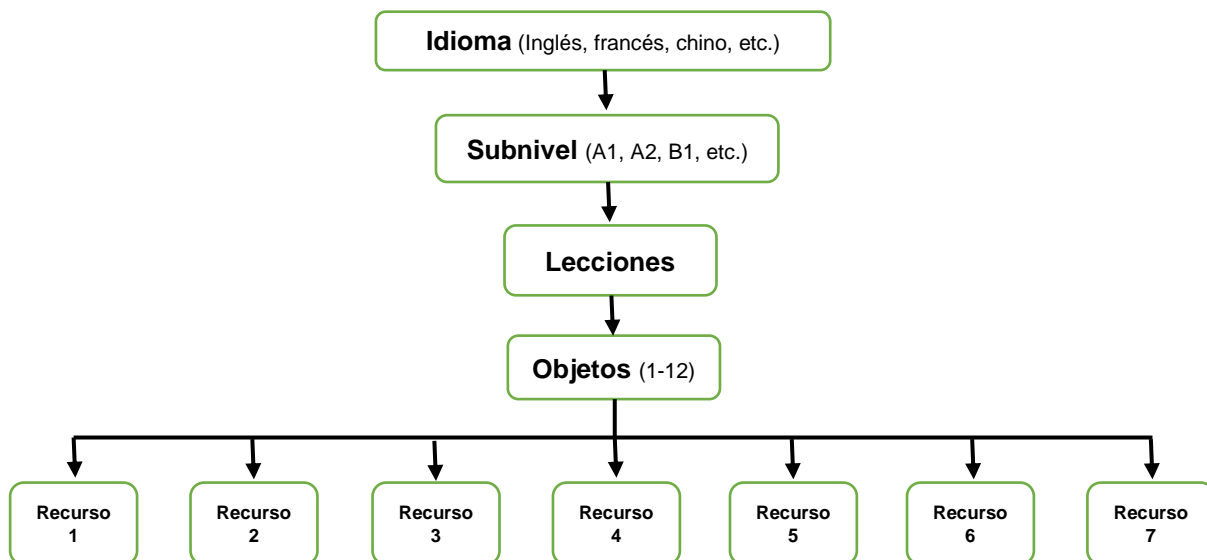 Idioma (Inglés, francés, chino, etc.)
Subnivel (A1, A2, B1, etc.)
Lecciones
Objetos (1-12)
Recurso
1
Recurso
2
Recurso
3
Recurso
4
Recurso
5
Recurso
6
Recurso
7